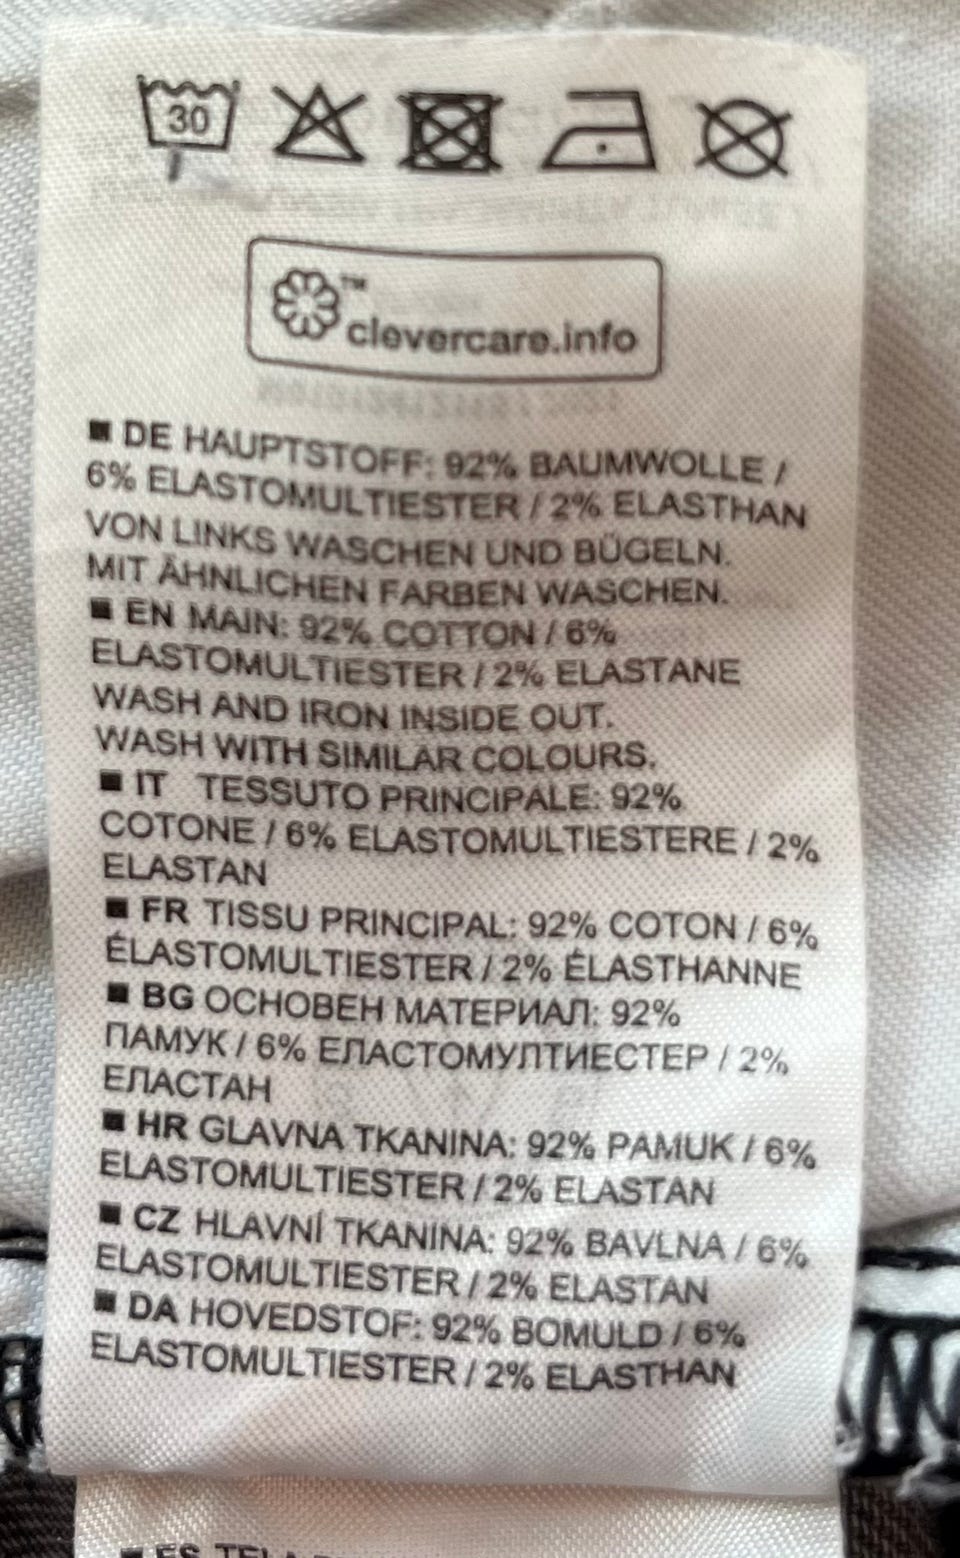 30
™
clevercare.info
■ DE HAUPTSTOFF: 92% BAUMWOLLE /
6% ELASTOMULTIESTER / 2% ELASTHAN
VON LINKS WASCHEN UND BÜGELN.
MIT ÄHNLICHEN FARBEN WASCHEN.
■ EN MAIN: 92% COTTON / 6%
ELASTOMULTIESTER / 2% ELASTANE
WASH AND IRON INSIDE OUT.
WASH WITH SIMILAR COLOURS.
■ IT TESSUTO PRINCIPALE: 92%
COTONE / 6% ELASTOMULTIESTERE / 2%
ELASTAN
■ FR TISSU PRINCIPAL: 92% COTON / 6%
ÉLASTOMULTIESTER / 2% ÉLASTHANNE
■ BG ОСНОВЕН МАТЕРИАЛ: 92%
ПАМУК / 6% ЕЛАСТОМУЛТИЕСТЕР / 2%
ЕЛАСТАН
■ HR GLAVNA TKANINA: 92% PAMUK / 6%
ELASTOMULTIESTER / 2% ELASTAN
■ CZ HLAVNÍ TKANINA: 92% BAVLNA / 6%
ELASTOMULTIESTER / 2% ELASTAN
■ DA HOVEDSTOF: 92% BOMULD / 6%
ELASTOMULTIESTER / 2% ELASTHAN
■ ES